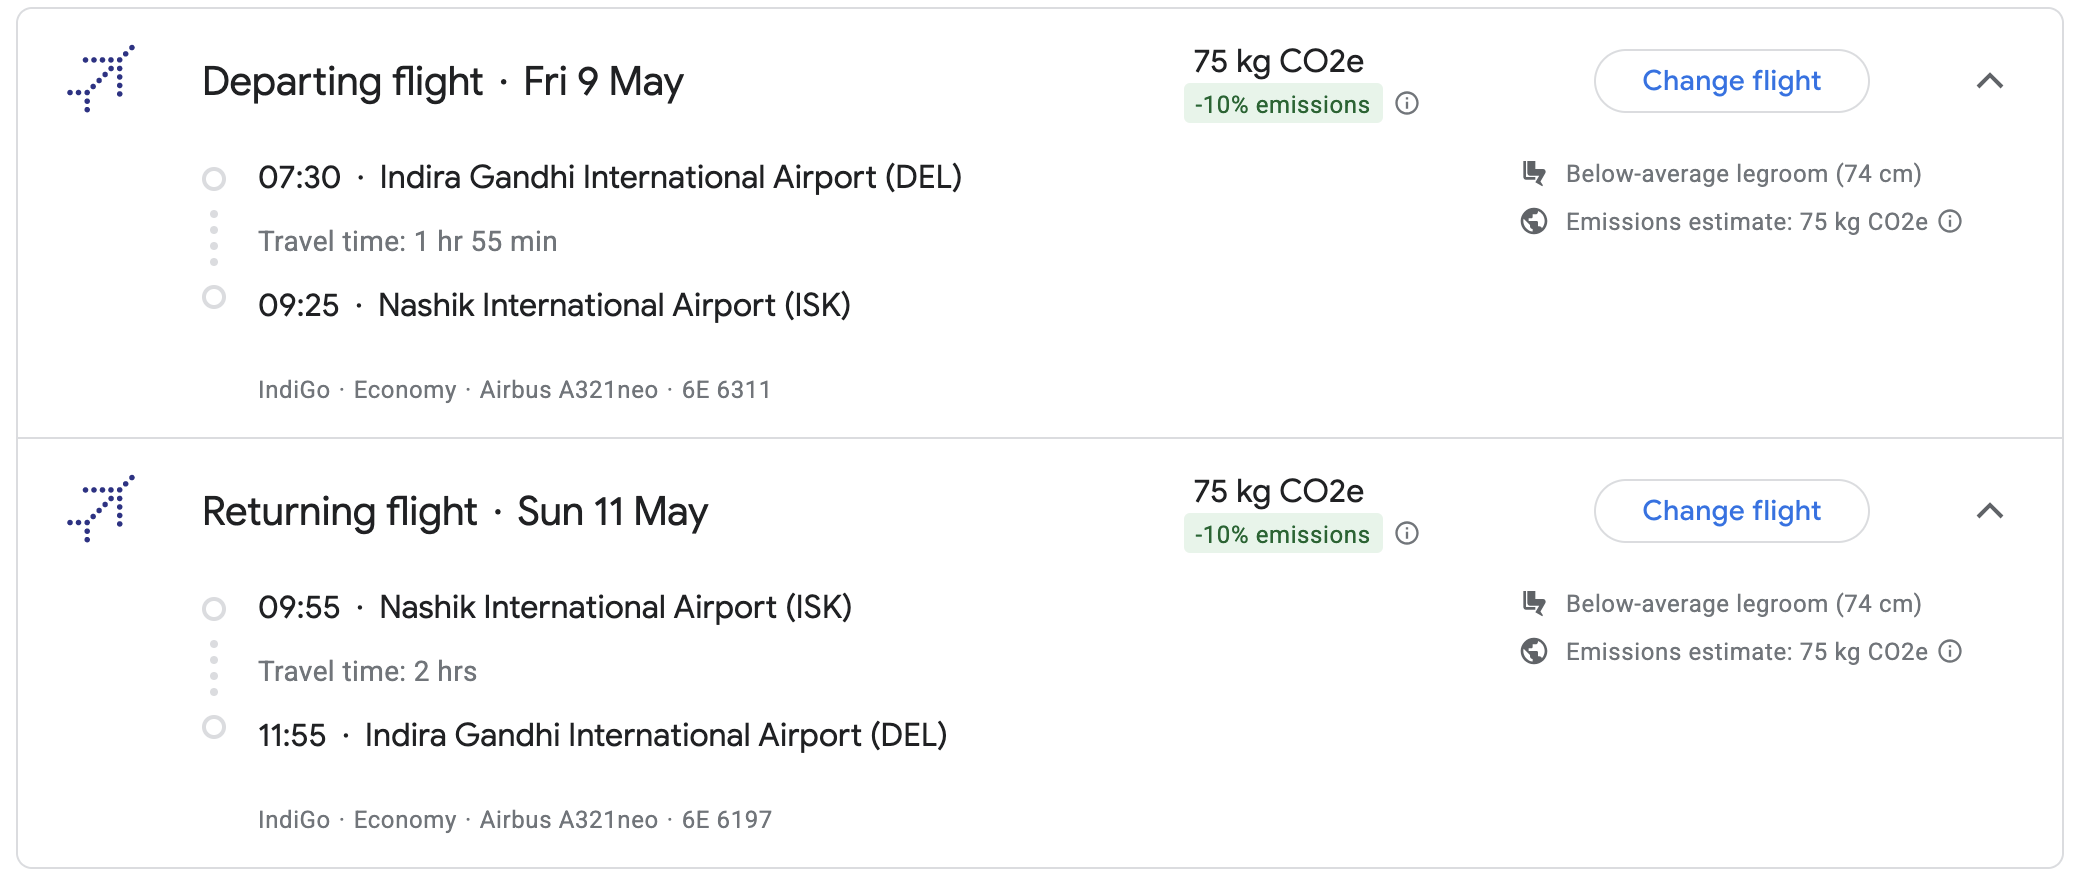 Departing flight · Fri 9 May
75 kg CO2e
-10% emissions
Change flight
07:30 · Indira Gandhi International Airport (DEL)
Travel time: 1 hr 55 min
09:25 · Nashik International Airport (ISK)
IndiGo · Economy · Airbus A321neo · 6E 6311
Below-average legroom (74 cm)
Emissions estimate: 75 kg CO2e
Returning flight · Sun 11 May
75 kg CO2e
-10% emissions
Change flight
09:55 · Nashik International Airport (ISK)
Travel time: 2 hrs
11:55 · Indira Gandhi International Airport (DEL)
IndiGo · Economy · Airbus A321neo · 6E 6197
Below-average legroom (74 cm)
Emissions estimate: 75 kg CO2e